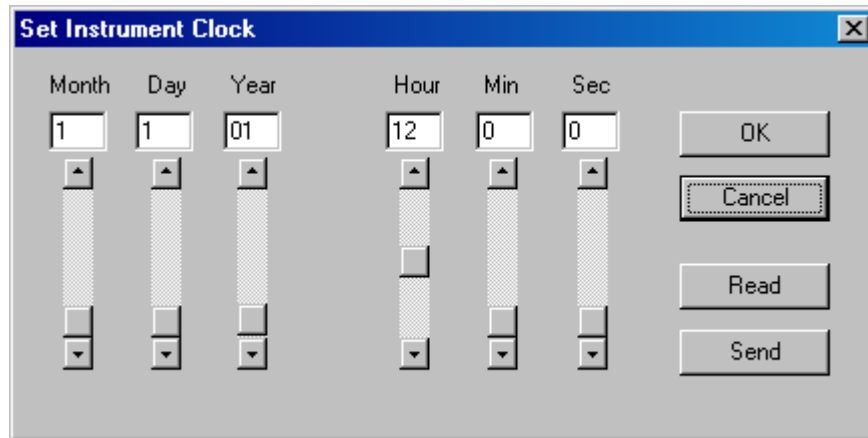 Set Instrument Clock
Month Day Year Hour Min Sec
1 1 01 12 0 0
OK
Cancel
Read
Send